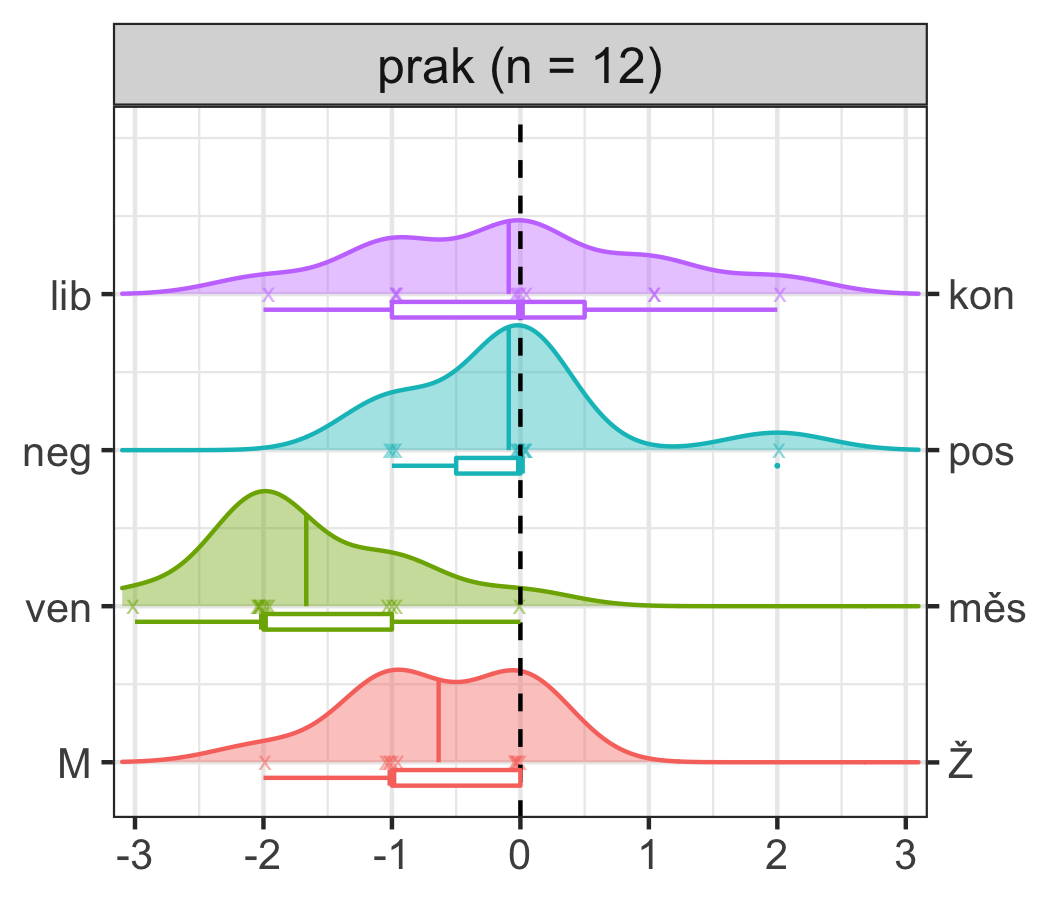 prak (n = 12)
lib kon
neg pos
ven měs
M Ž
-3 -2 -1 0 1 2 3